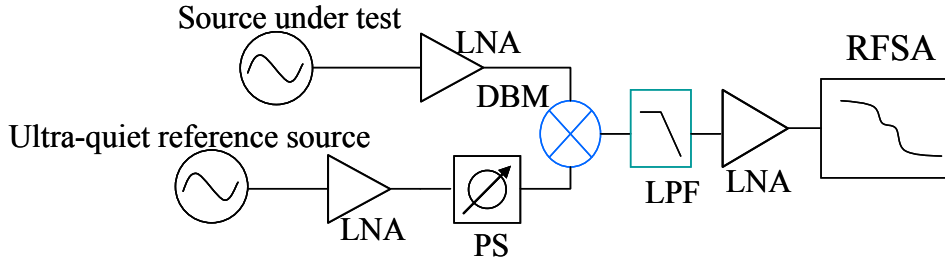 Source under test
LNA
RFSA
DBM
Ultra-quiet reference source
LPF
LNA
LNA
PS